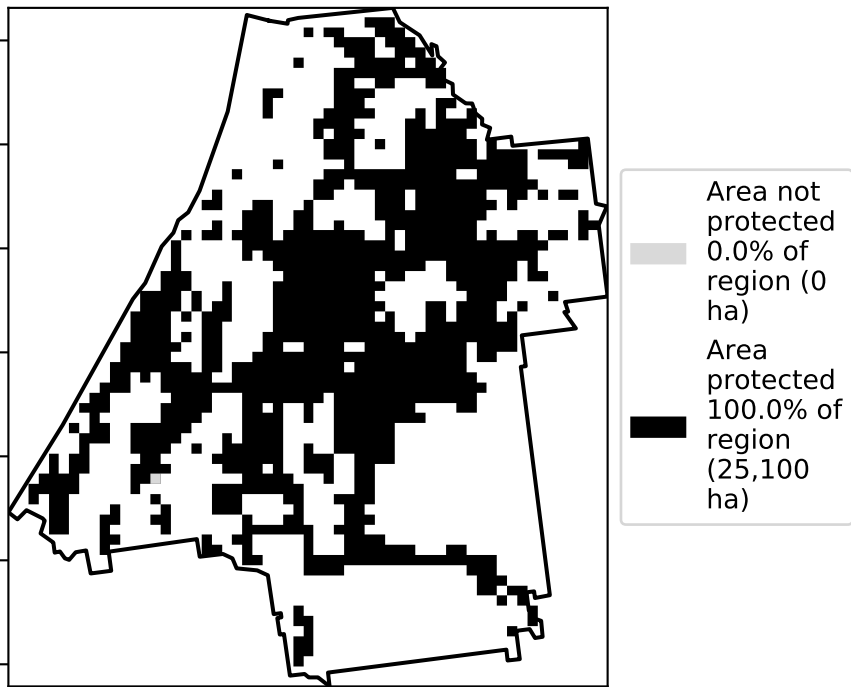 Area not
protected
0.0% of
region (0
ha)
Area
protected
100.0% of
region
(25,100
ha)